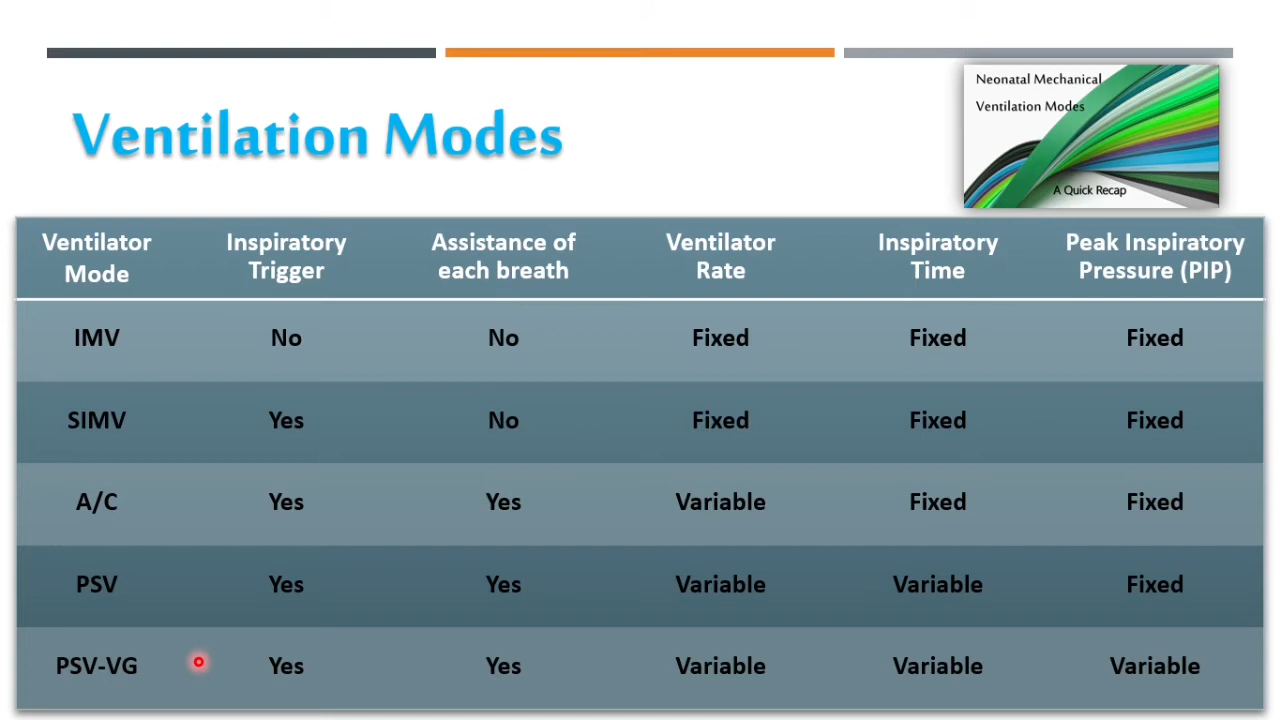 Neonatal Mechanical
Ventilation Modes
A Quick Recap
Ventilation Modes
Ventilator Mode Inspiratory Trigger Assistance of each breath Ventilator Rate Inspiratory Time Peak Inspiratory Pressure (PIP)
IMV No No Fixed Fixed Fixed
SIMV Yes No Fixed Fixed Fixed
A/C Yes Yes Variable Fixed Fixed
PSV Yes Yes Variable Variable Fixed
PSV-VG Yes Yes Variable Variable Variable